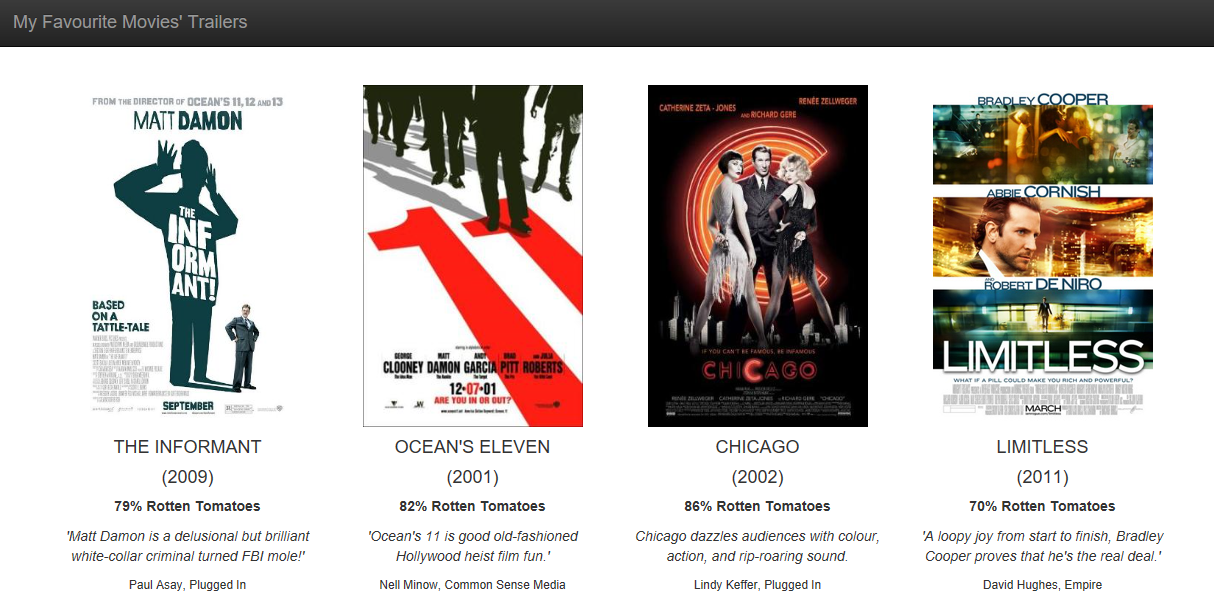 My Favourite Movies' Trailers
FROM THE DIRECTOR OF OCEAN'S 11, 12 AND 13
MATT DAMON
THE
INF
ORM
ANT!
BASED
ON A
TATTLE-TALE
SEPTEMBER
THE INFORMANT
(2009)
79% Rotten Tomatoes
'Matt Damon is a delusional but brilliant
white-collar criminal turned FBI mole!'
Paul Asay, Plugged In
11
GEORGE MATT ANDY BRAD AND JULIA
CLOONEY DAMON GARCIA PITT ROBERTS
12·07·01
ARE YOU IN OR OUT?
OCEAN'S ELEVEN
(2001)
82% Rotten Tomatoes
'Ocean's 11 is good old-fashioned
Hollywood heist film fun.'
Nell Minow, Common Sense Media
CATHERINE ZETA-JONES
RENÉE ZELLWEGER
AND RICHARD GERE
IF YOU CAN'T BE FAMOUS, BE INFAMOUS
CHICAGO
CHICAGO
(2002)
86% Rotten Tomatoes
Chicago dazzles audiences with colour,
action, and rip-roaring sound.
Lindy Keffer, Plugged In
BRADLEY COOPER
ABBIE CORNISH
AND
ROBERT DE NIRO
LIMITLESS
WHAT IF A PILL COULD MAKE YOU RICH AND POWERFUL?
MARCH
LIMITLESS
(2011)
70% Rotten Tomatoes
'A loopy joy from start to finish, Bradley
Cooper proves that he's the real deal.'
David Hughes, Empire